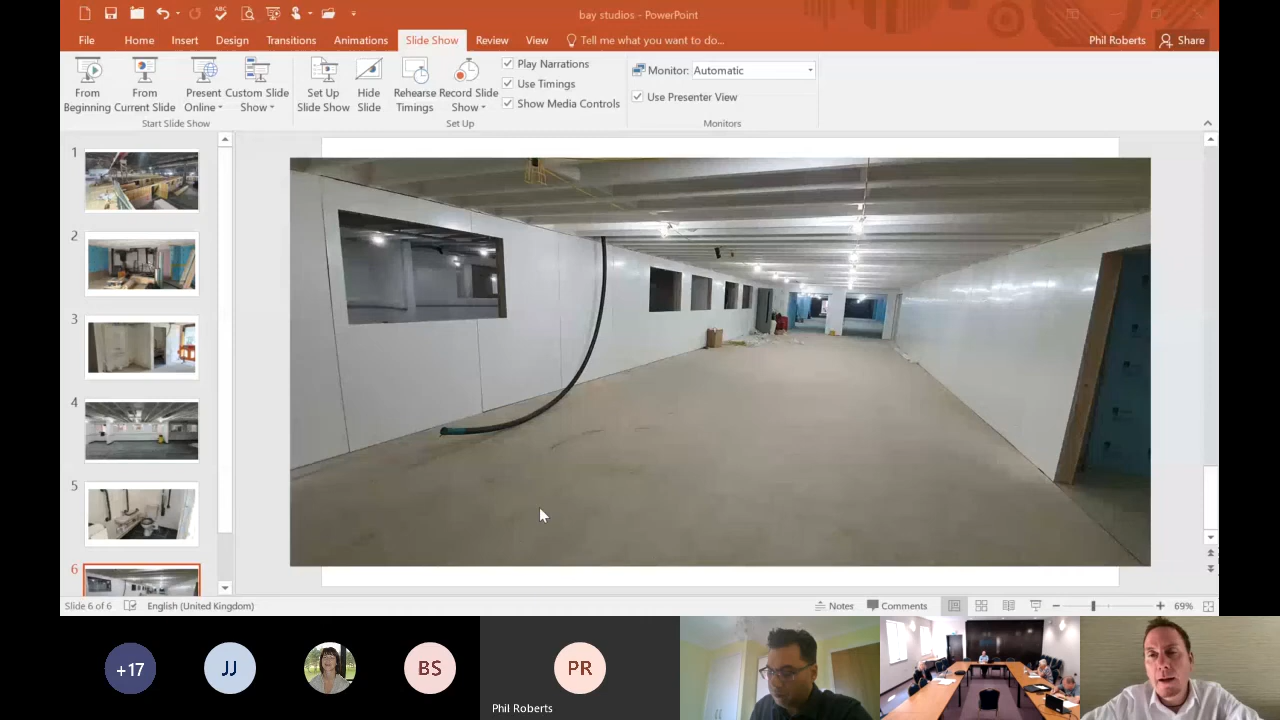 bay studios - PowerPoint
File Home Insert Design Transitions Animations Slide Show Review View Tell me what you want to do... Phil Roberts Share
From Beginning
From Current Slide
Present Online
Custom Slide Show
Start Slide Show
Set Up Slide Show
Hide Slide
Rehearse Timings
Record Slide Show
Play Narrations
Use Timings
Show Media Controls
Set Up
Monitor: Automatic
Use Presenter View
Monitors
1
2
3
4
5
6
Slide 6 of 6 English (United Kingdom) Notes Comments 69%
+17 JJ BS PR
Phil Roberts